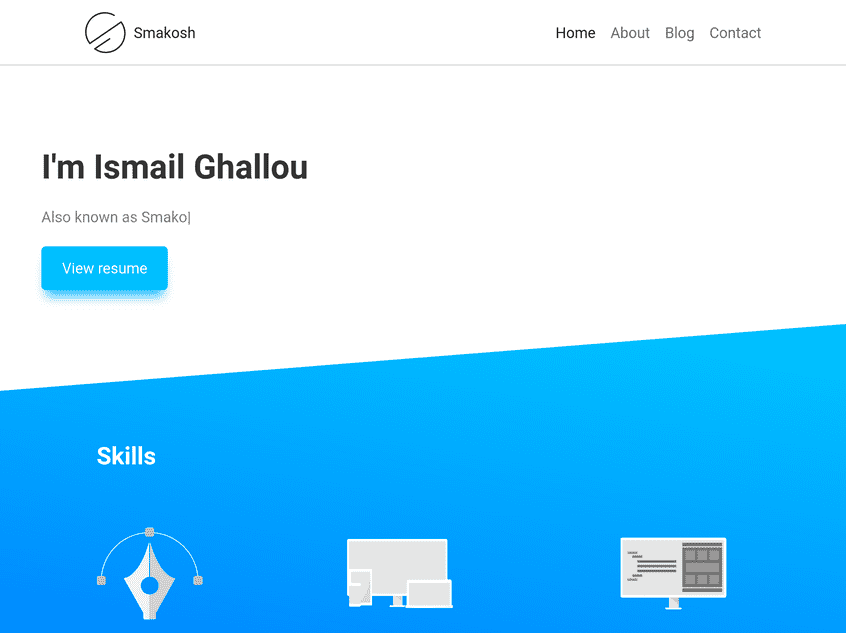 Smakosh
Home About Blog Contact
I'm Ismail Ghallou
Also known as Smako|
View resume
Skills